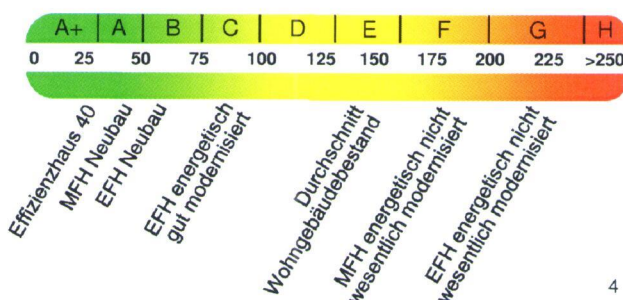 A+ A B C D E F G H
0 25 50 75 100 125 150 175 200 225 >250
Effizienzhaus 40
MFH Neubau
EFH Neubau
EFH energetisch
gut modernisiert
Durchschnitt
Wohngebäudebestand
MFH energetisch nicht
wesentlich modernisiert
EFH energetisch nicht
wesentlich modernisiert
4